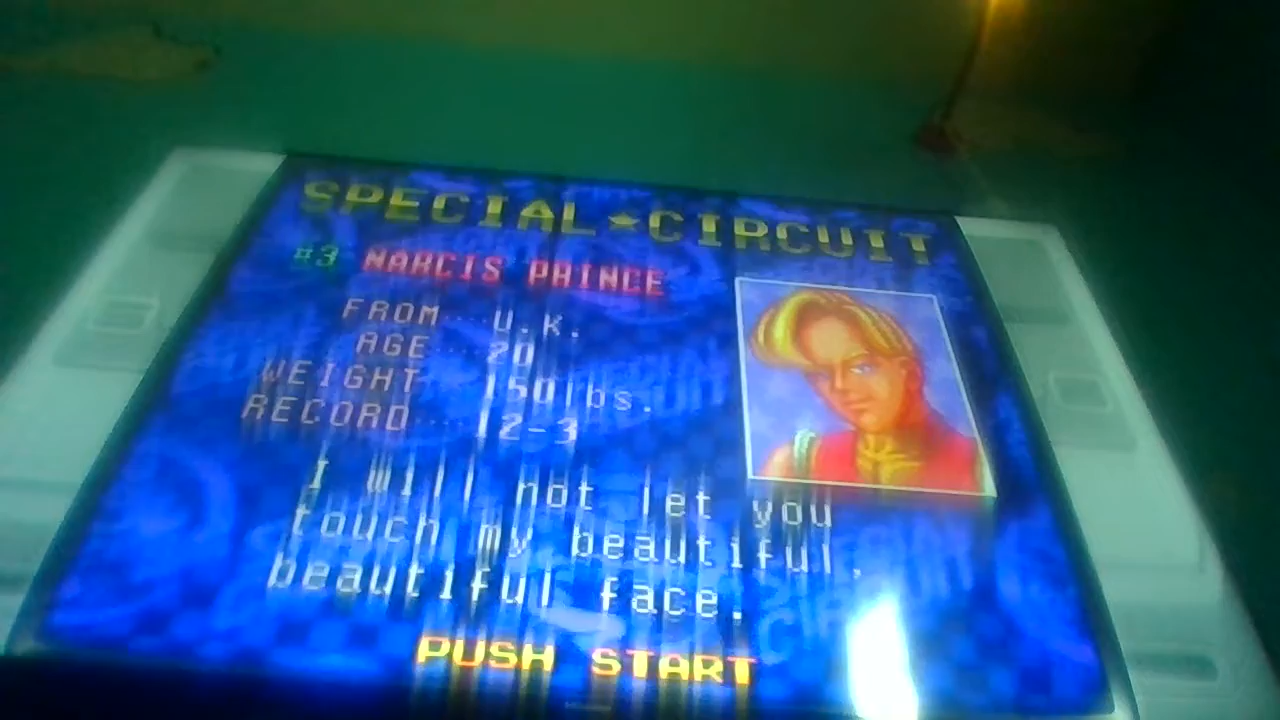 SPECIAL★CIRCUIT
#3 NARCIS PRINCE
FROM ... U.K.
AGE ... 20
WEIGHT ... 150lbs.
RECORD ... 2-3
I will not let you
touch my beautiful,
beautiful face.
PUSH START